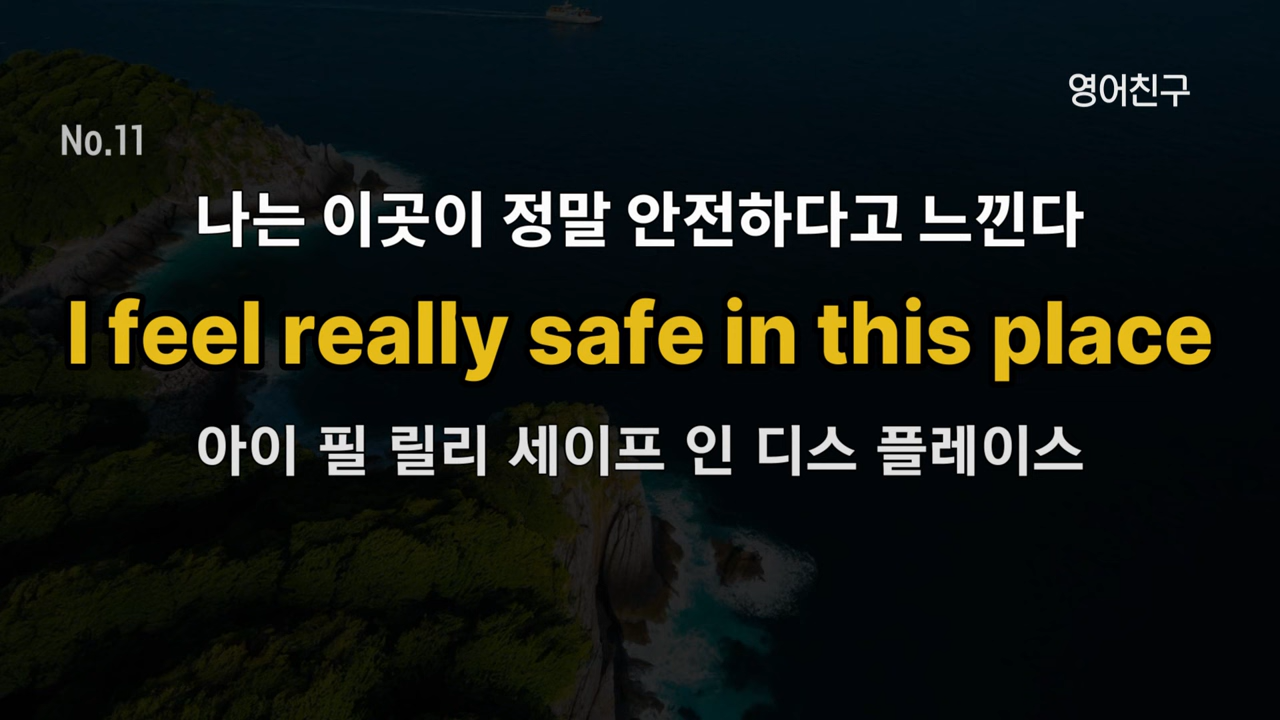 영어친구
No.11
나는 이곳이 정말 안전하다고 느낀다
I feel really safe in this place
아이 필 릴리 세이프 인 디스 플레이스